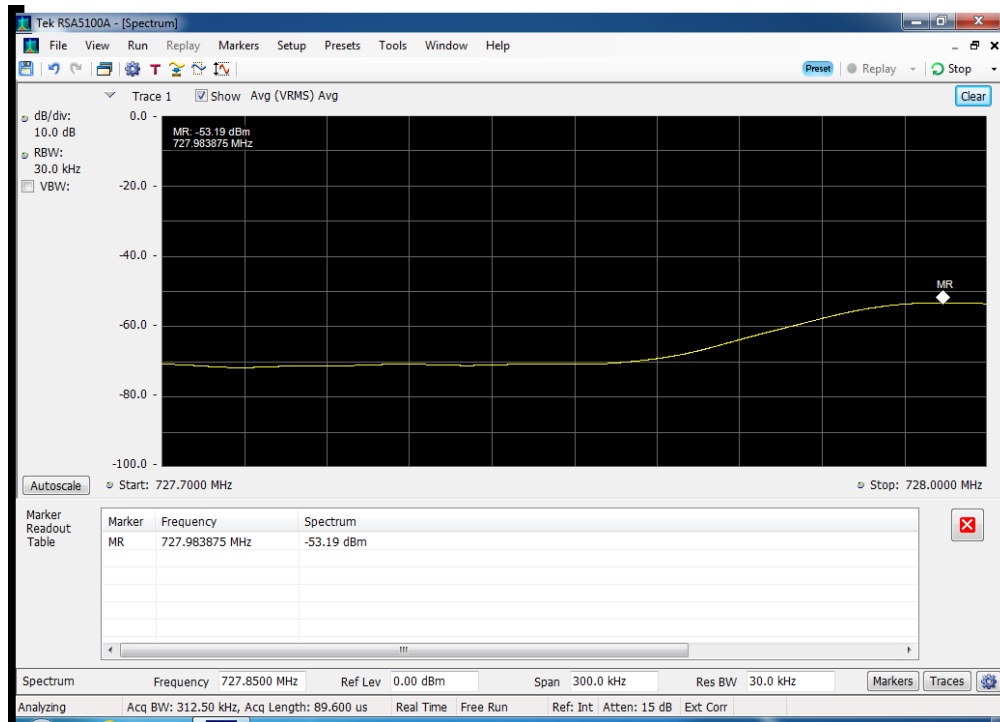 Tek RSA5100A - [Spectrum]
File View Run Replay Markers Setup Presets Tools Window Help
T Preset Replay Stop
Trace 1 Show Avg (VRMS) Avg Clear
dB/div:
10.0 dB
RBW:
30.0 kHz
VBW:
0.0
-20.0
-40.0
-60.0
-80.0
-100.0
MR: -53.19 dBm
727.983875 MHz
MR
Autoscale Start: 727.7000 MHz Stop: 728.0000 MHz
Marker
Readout
Table
Marker Frequency Spectrum
MR 727.983875 MHz -53.19 dBm
Spectrum Frequency 727.8500 MHz Ref Lev 0.00 dBm Span 300.0 kHz Res BW 30.0 kHz Markers Traces
Analyzing Acq BW: 312.50 kHz, Acq Length: 89.600 us Real Time Free Run Ref: Int Atten: 15 dB Ext Corr